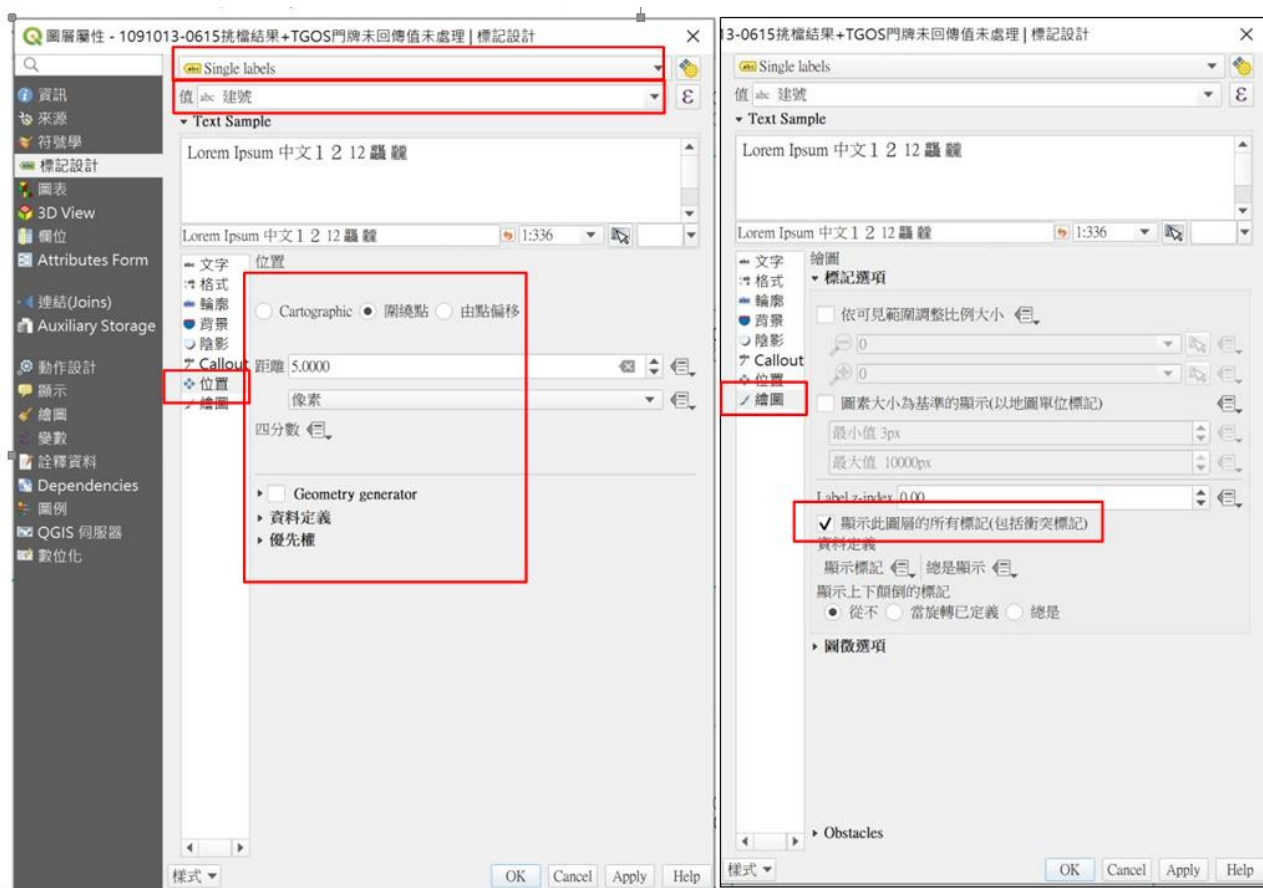 圖層屬性 - 1091013-0615挑檔結果+TGOS門牌未回傳值未處理 | 標記設計
資訊
來源
符號學
標記設計
圖表
3D View
欄位
Attributes Form
連結(Joins)
Auxiliary Storage
動作設計
顯示
繪圖
變數
詮釋資料
Dependencies
圖例
QGIS 伺服器
數位化
Single labels
值 abc 建號
Text Sample
Lorem Ipsum 中文１２ 12
Lorem Ipsum 中文１２ 12
1:336
文字
格式
輪廓
背景
陰影
Callout
位置
繪圖
位置
Cartographic 圍繞點 由點偏移
距離 5.0000
像素
四分數
Geometry generator
資料定義
優先權
樣式
OK Cancel Apply Help
13-0615挑檔結果+TGOS門牌未回傳值未處理 | 標記設計
Single labels
值 abc 建號
Text Sample
Lorem Ipsum 中文１２ 12
Lorem Ipsum 中文１２ 12
1:336
文字
格式
輪廓
背景
陰影
Callout
位置
繪圖
繪圖
標記選項
依可見範圍調整比例大小
0
0
圖素大小為基準的顯示(以地圖單位標記)
最小值 3px
最大值 10000px
Label z-index 0.00
顯示此圖層的所有標記(包括衝突標記)
資料定義
顯示標記 總是顯示
顯示上下顛倒的標記
從不 當旋轉已定義 總是
圖徵選項
Obstacles
樣式
OK Cancel Apply Help